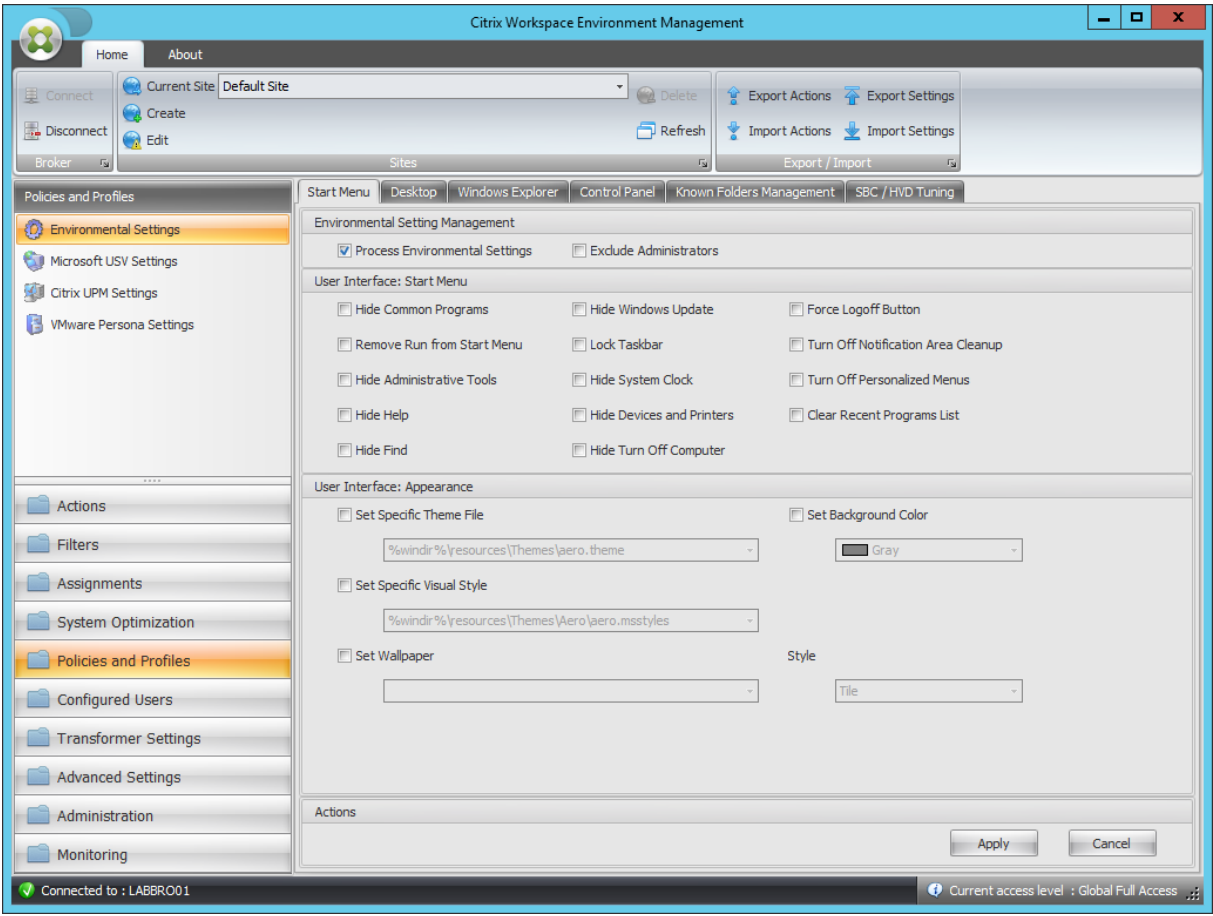 Citrix Workspace Environment Management
Home About
Connect
Disconnect
Broker
Current Site Default Site
Create
Edit
Delete
Refresh
Sites
Export Actions Export Settings
Import Actions Import Settings
Export / Import
Policies and Profiles
Environmental Settings
Microsoft USV Settings
Citrix UPM Settings
VMware Persona Settings
Actions
Filters
Assignments
System Optimization
Policies and Profiles
Configured Users
Transformer Settings
Advanced Settings
Administration
Monitoring
Start Menu Desktop Windows Explorer Control Panel Known Folders Management SBC / HVD Tuning
Environmental Setting Management
Process Environmental Settings Exclude Administrators
User Interface: Start Menu
Hide Common Programs Hide Windows Update Force Logoff Button
Remove Run from Start Menu Lock Taskbar Turn Off Notification Area Cleanup
Hide Administrative Tools Hide System Clock Turn Off Personalized Menus
Hide Help Hide Devices and Printers Clear Recent Programs List
Hide Find Hide Turn Off Computer
User Interface: Appearance
Set Specific Theme File Set Background Color
%windir%\resources\Themes\aero.theme Gray
Set Specific Visual Style
%windir%\resources\Themes\Aero\aero.msstyles
Set Wallpaper Style
Tile
Actions
Apply Cancel
Connected to : LABBRO01 Current access level : Global Full Access